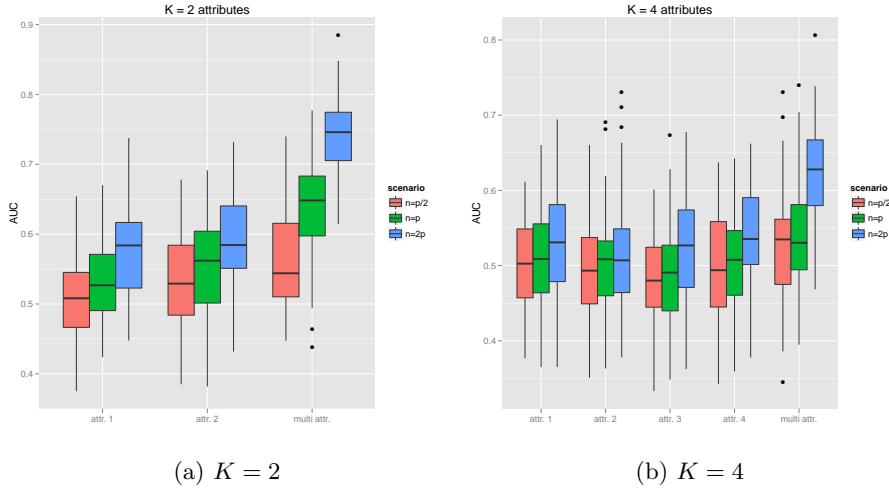 K = 2 attributes
0.9
0.8
0.7
0.6
0.5
0.4
AUC
attr. 1
attr. 2
multi attr.
scenario
n=p/2
n=p
n=2p
(a) K = 2
K = 4 attributes
0.8
0.7
0.6
0.5
0.4
AUC
attr. 1
attr. 2
attr. 3
attr. 4
multi attr.
scenario
n=p/2
n=p
n=2p
(b) K = 4